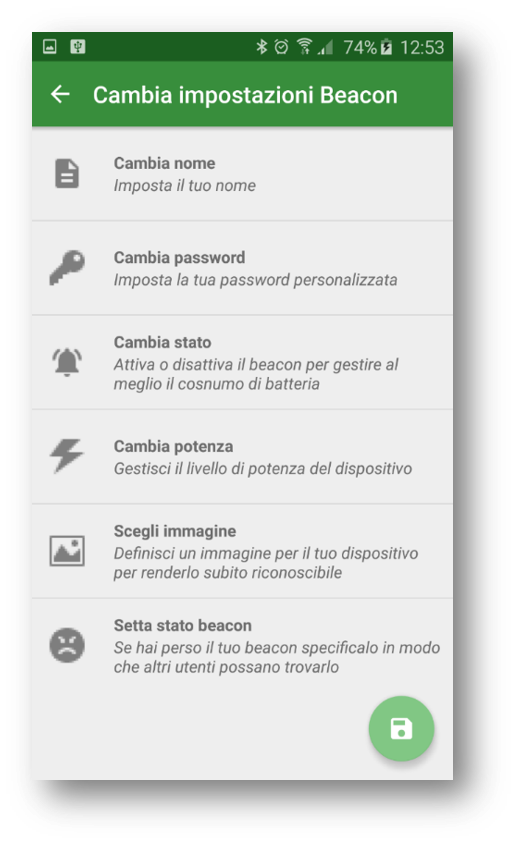 74% 12:53
Cambia impostazioni Beacon
Cambia nome
Imposta il tuo nome
Cambia password
Imposta la tua password personalizzata
Cambia stato
Attiva o disattiva il beacon per gestire al
meglio il cosnumo di batteria
Cambia potenza
Gestisci il livello di potenza del dispositivo
Scegli immagine
Definisci un immagine per il tuo dispositivo
per renderlo subito riconoscibile
Setta stato beacon
Se hai perso il tuo beacon specificalo in modo
che altri utenti possano trovarlo